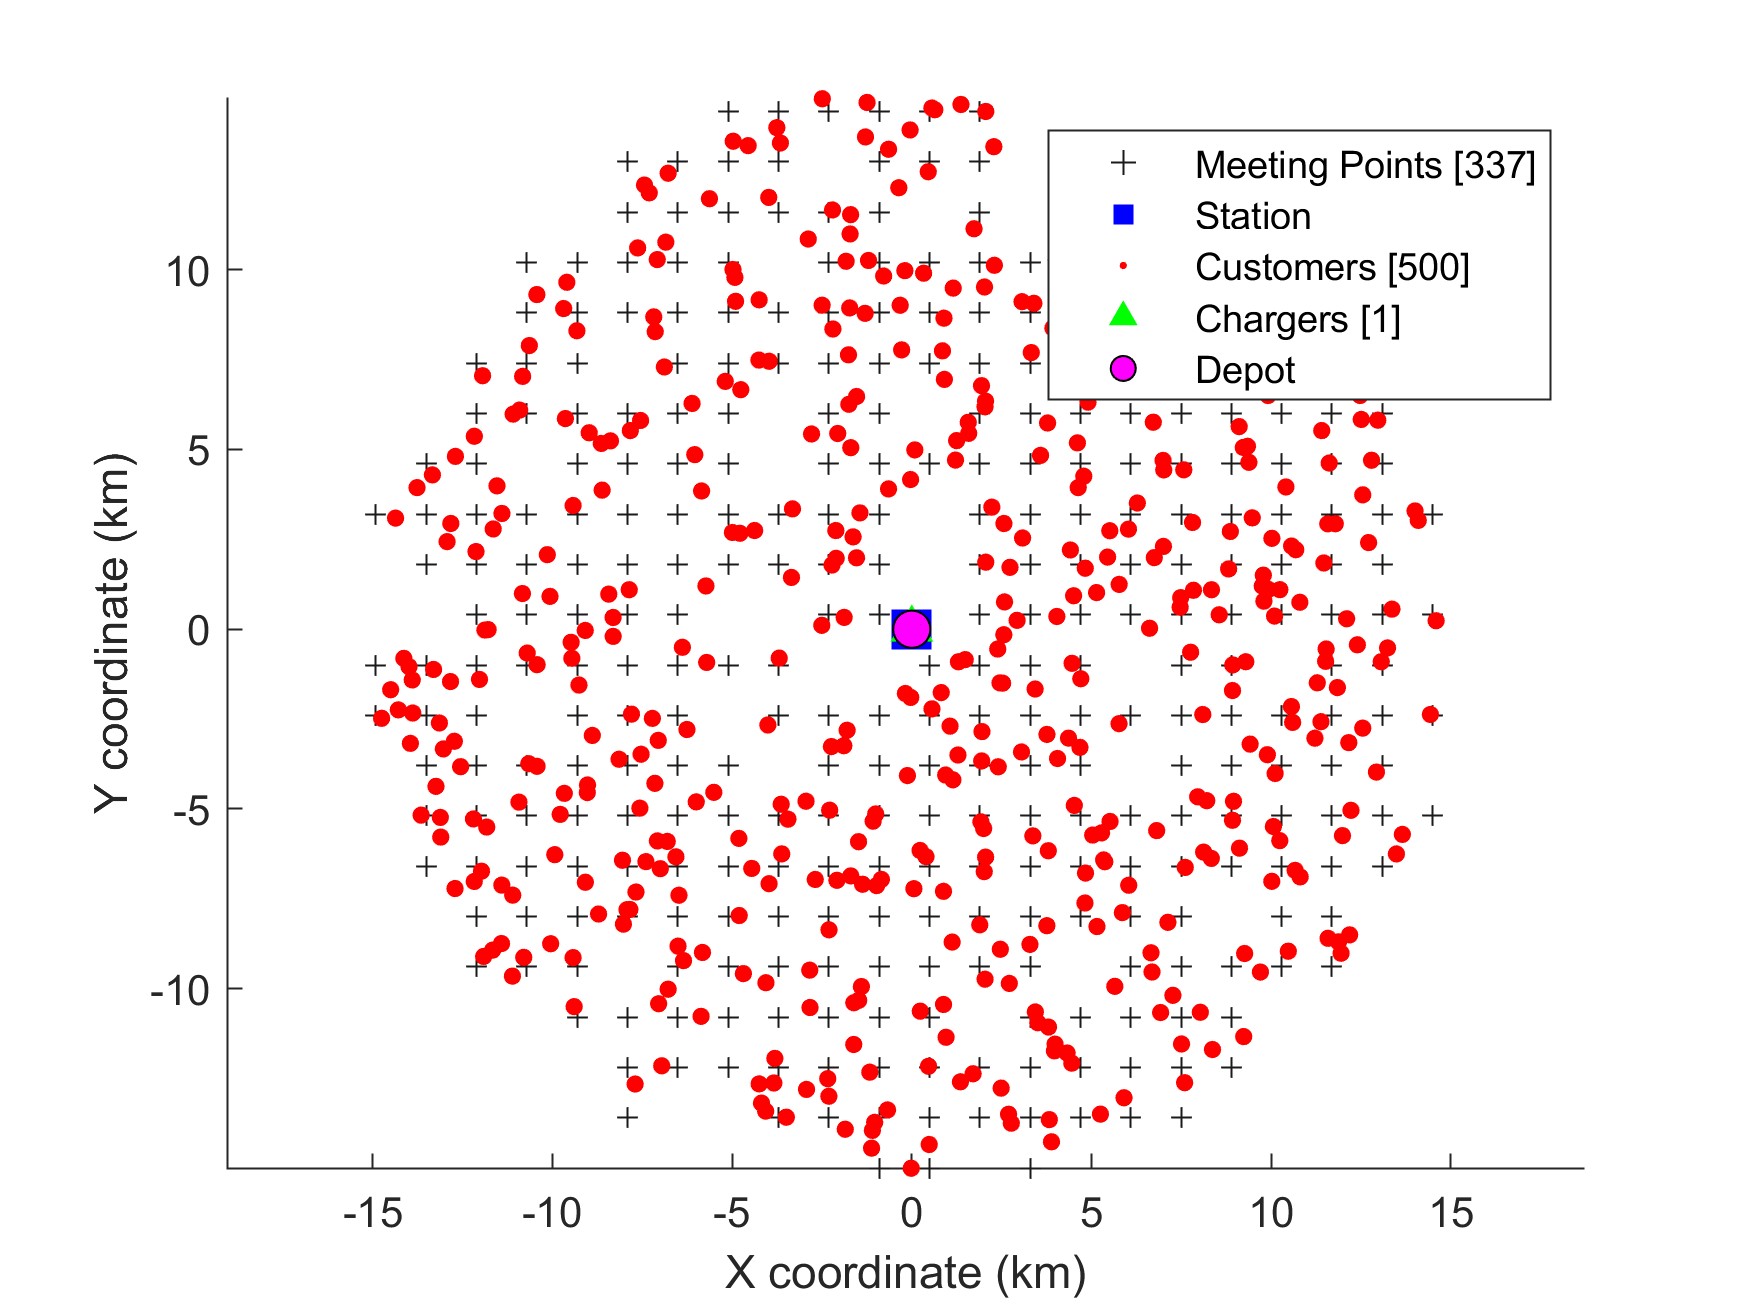 Meeting Points [337]
Station
Customers [500]
Chargers [1]
Depot
10
5
0
-5
-10
Y coordinate (km)
-15 -10 -5 0 5 10 15
X coordinate (km)